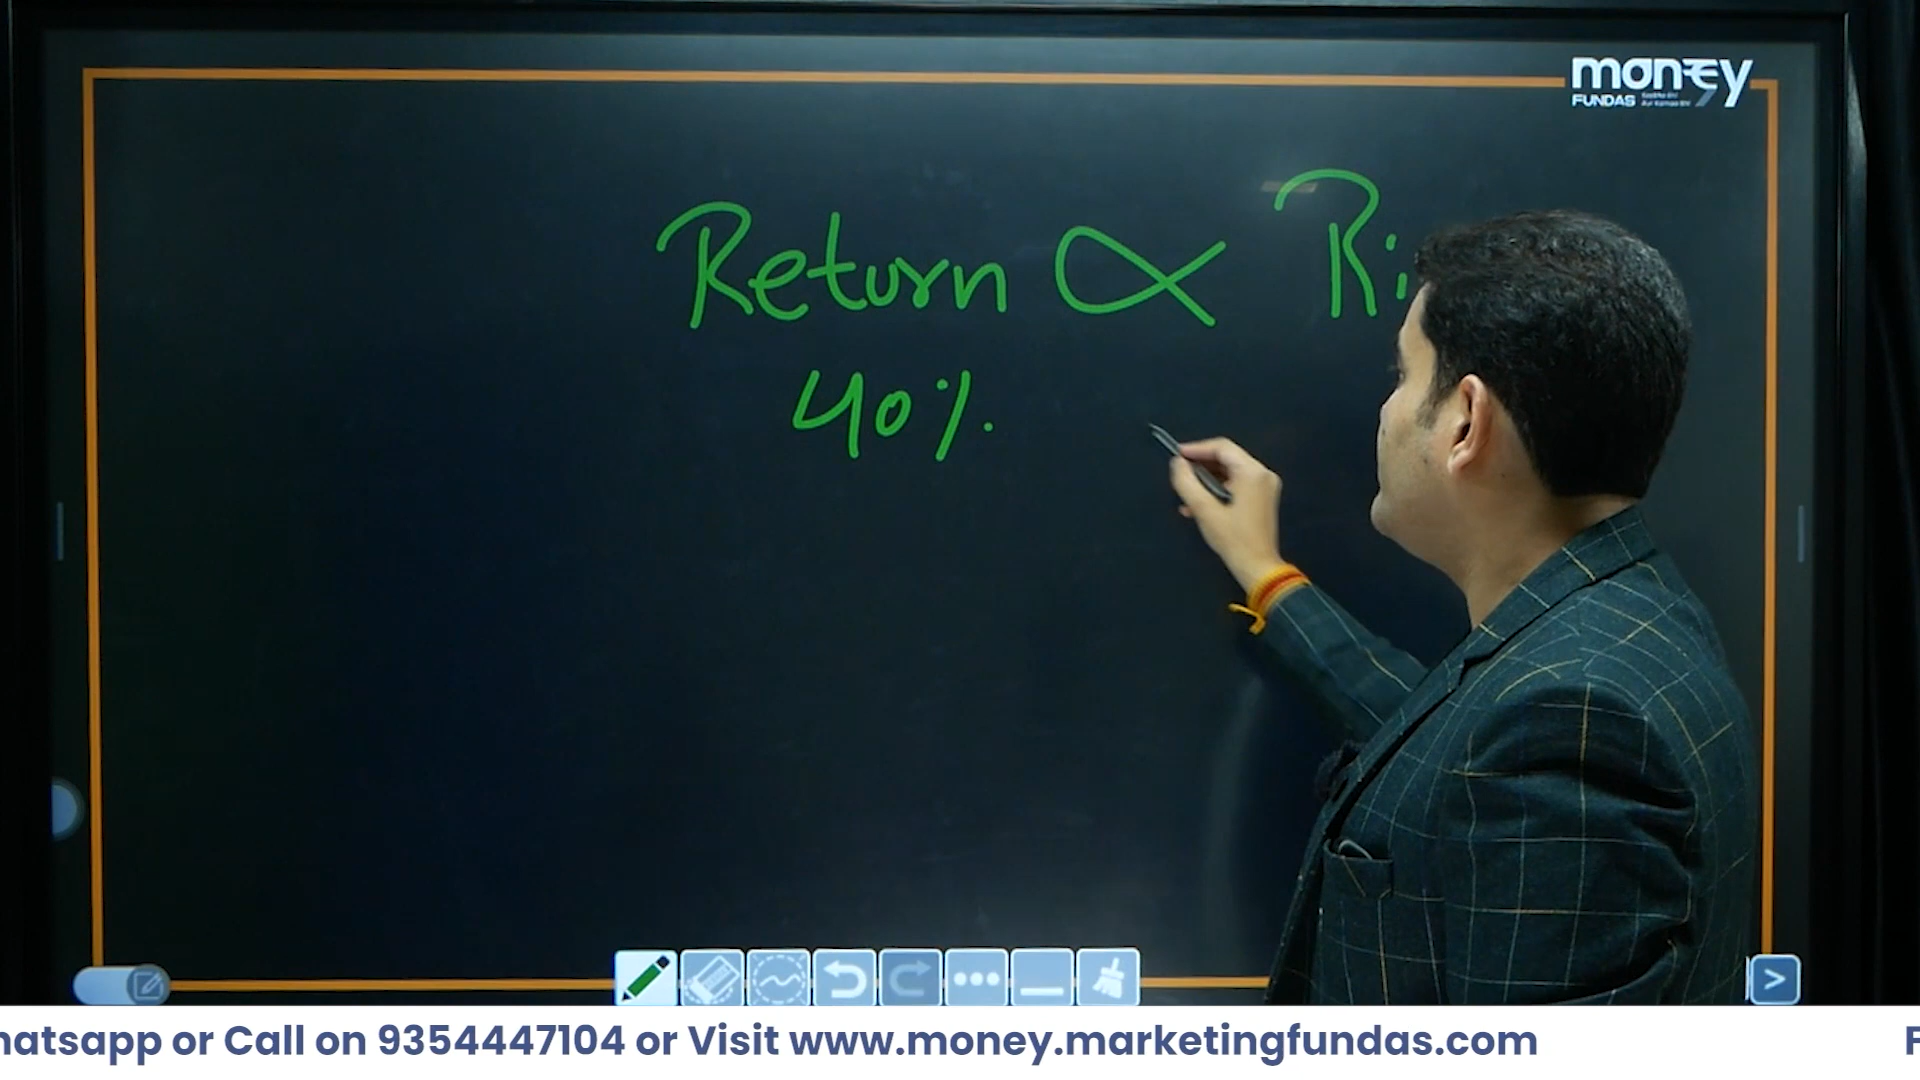 money
FUNDAS
Return ∝ Ri
40%.
hatsapp or Call on 9354447104 or Visit www.money.marketingfundas.com F